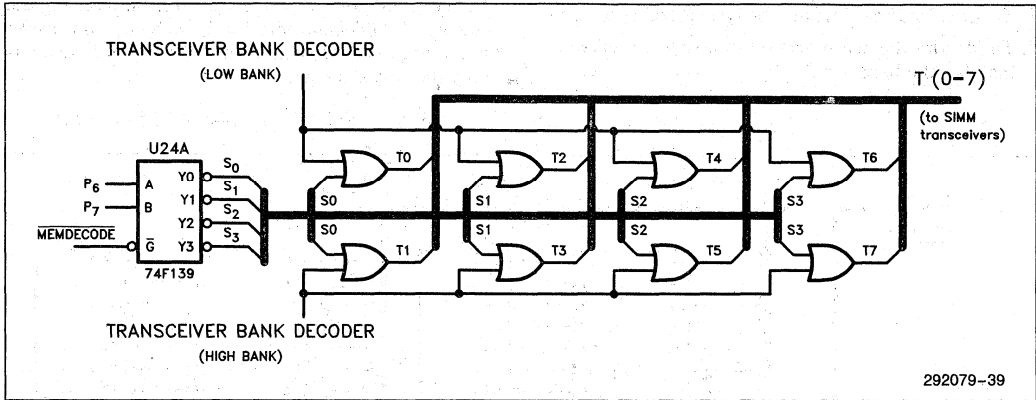 TRANSCEIVER BANK DECODER
(LOW BANK)
T (0-7)
(to SIMM
transceivers)
U24A
P6 A Y0 S0
P7 B Y1 S1
Y2 S2
MEMDECODE G Y3 S3
74F139
T0 T2 T4 T6
S0 S1 S2 S3
S0 S1 S2 S3
T1 T3 T5 T7
TRANSCEIVER BANK DECODER
(HIGH BANK)
292079-39